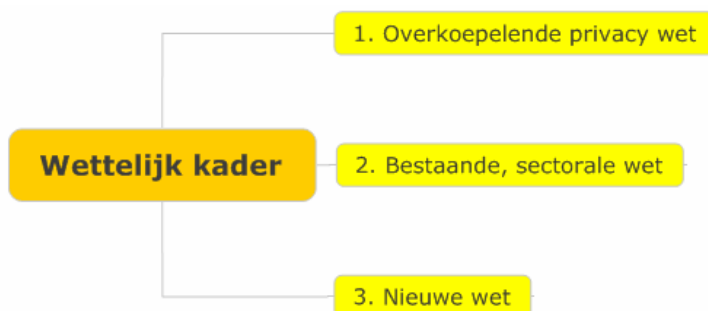 1. Overkoepelende privacy wet
Wettelijk kader
2. Bestaande, sectorale wet
3. Nieuwe wet